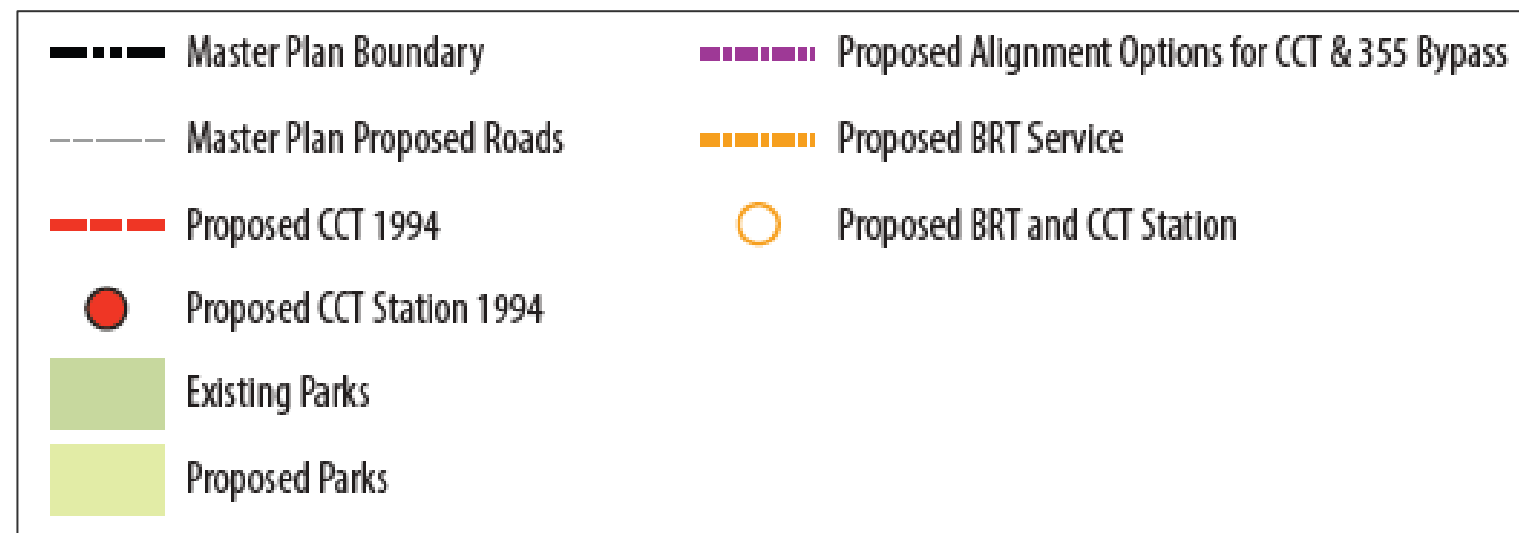 Master Plan Boundary
Master Plan Proposed Roads
Proposed CCT 1994
Proposed CCT Station 1994
Existing Parks
Proposed Parks
Proposed Alignment Options for CCT & 355 Bypass
Proposed BRT Service
Proposed BRT and CCT Station